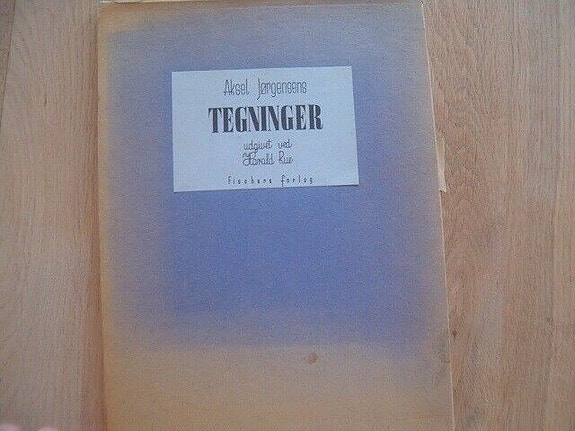 Aksel Jørgensens
TEGNINGER
udgivet ved
Harald Rue
Fischers forlag